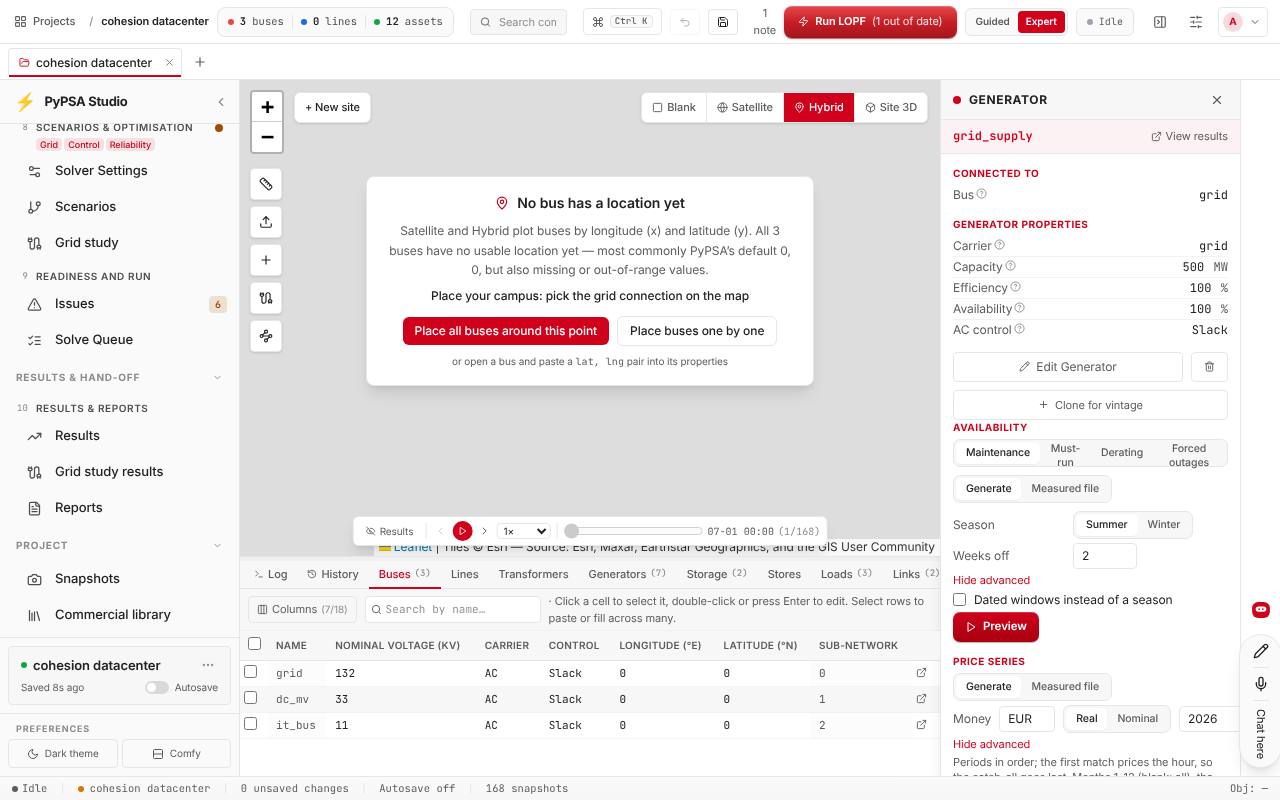 Projects / cohesion datacenter
3 buses 0 lines 12 assets
Search con
Ctrl K
1 note
Run LOPF (1 out of date)
Guided Expert
Idle
A
cohesion datacenter
PyPSA Studio
8 SCENARIOS & OPTIMISATION
Grid Control Reliability
Solver Settings
Scenarios
Grid study
9 READINESS AND RUN
Issues 6
Solve Queue
RESULTS & HAND-OFF
10 RESULTS & REPORTS
Results
Grid study results
Reports
PROJECT
Snapshots
Commercial library
cohesion datacenter
Saved 8s ago Autosave
PREFERENCES
Dark theme Comfy
+ New site
Blank Satellite Hybrid Site 3D
No bus has a location yet
Satellite and Hybrid plot buses by longitude (x) and latitude (y). All 3
buses have no usable location yet — most commonly PyPSA's default 0,
0, but also missing or out-of-range values.
Place your campus: pick the grid connection on the map
Place all buses around this point Place buses one by one
or open a bus and paste a lat, lng pair into its properties
Results 1× 07-01 00:00 (1/168)
Leaflet | Tiles © Esri — Source: Esri, Maxar, Earthstar Geographics, and the GIS User Community
Log History Buses (3) Lines Transformers Generators (7) Storage (2) Stores Loads (3) Links (2)
Columns (7/18) Search by name… · Click a cell to select it, double-click or press Enter to edit. Select rows to
paste or fill across many.
NAME NOMINAL VOLTAGE (KV) CARRIER CONTROL LONGITUDE (°E) LATITUDE (°N) SUB-NETWORK
grid 132 AC Slack 0 0 0
dc_mv 33 AC Slack 0 0 1
it_bus 11 AC Slack 0 0 2
GENERATOR
grid_supply View results
CONNECTED TO
Bus grid
GENERATOR PROPERTIES
Carrier grid
Capacity 500 MW
Efficiency 100 %
Availability 100 %
AC control Slack
Edit Generator
Clone for vintage
AVAILABILITY
Maintenance Must-run Derating Forced outages
Generate Measured file
Season Summer Winter
Weeks off 2
Hide advanced
Dated windows instead of a season
Preview
PRICE SERIES
Generate Measured file
Money EUR Real Nominal 2026
Hide advanced
Periods in order; the first match prices the hour, so
Chat here
Idle cohesion datacenter 0 unsaved changes Autosave off 168 snapshots Obj: —